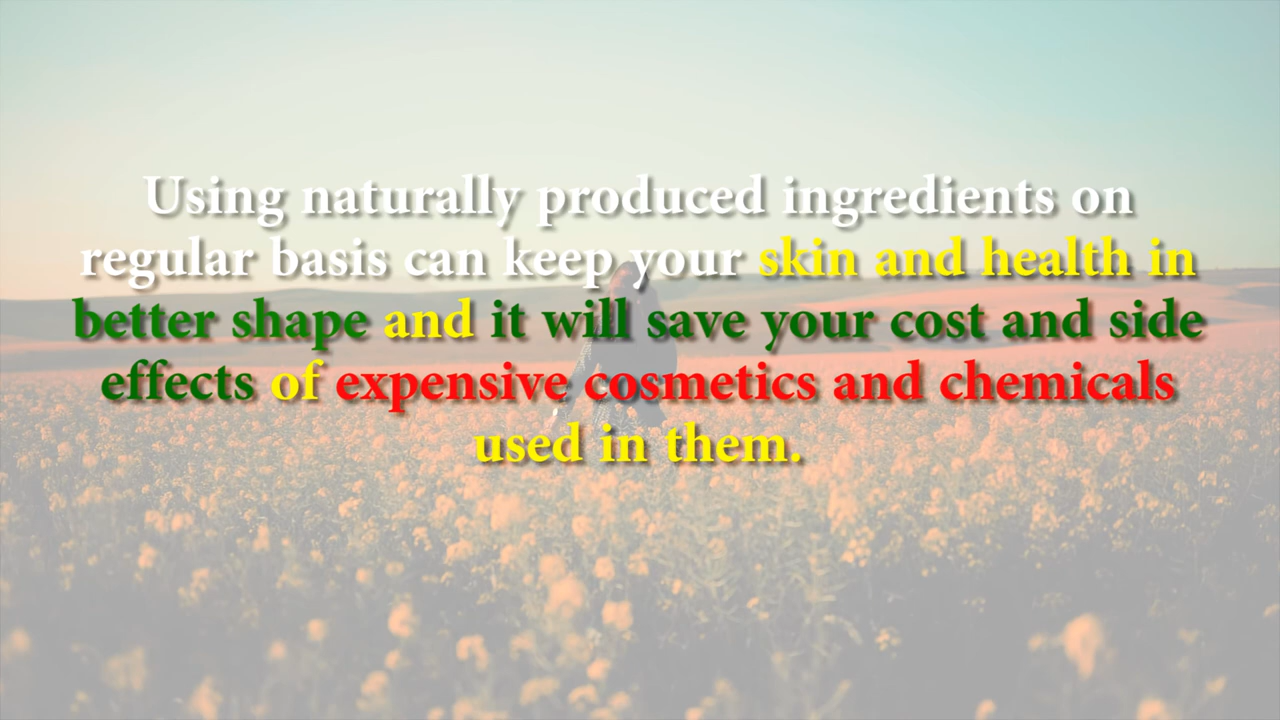 Using naturally produced ingredients on
regular basis can keep your skin and health in
better shape and it will save your cost and side
effects of expensive cosmetics and chemicals
used in them.